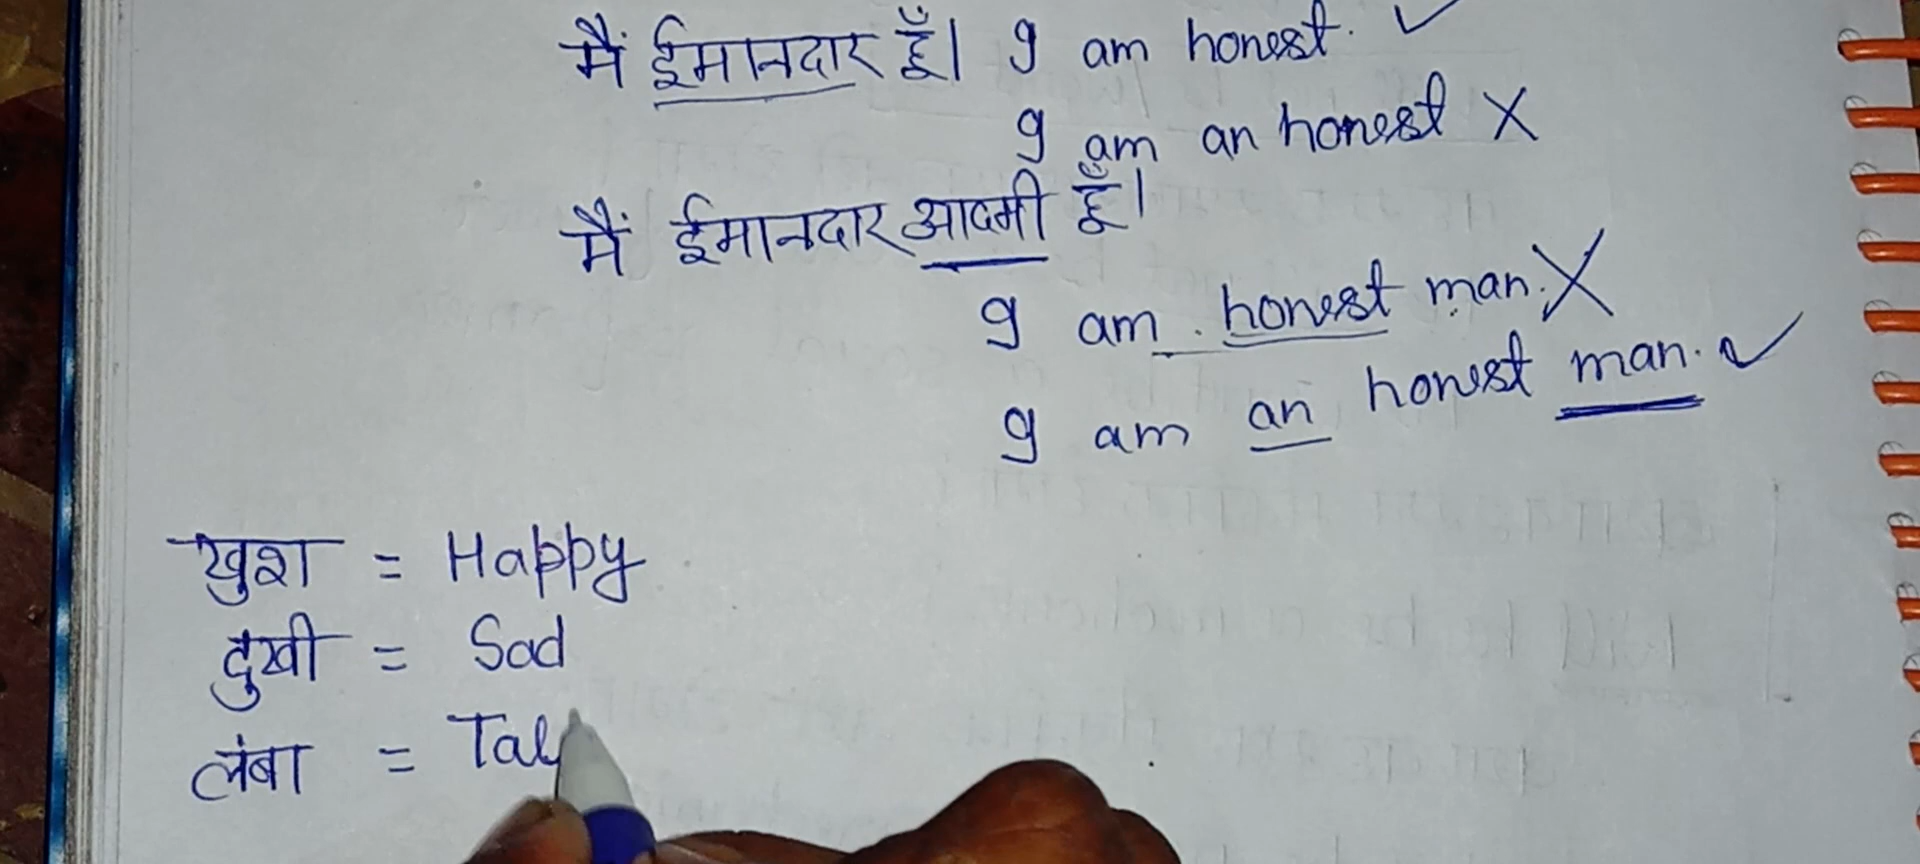 मैं ईमानदार हूँ। I am honest. ✓
I am an honest X
मैं ईमानदार आदमी हूँ।
I am honest man. X
I am an honest man. ✓
खुश = Happy
दुखी = Sad
लंबा = Tal